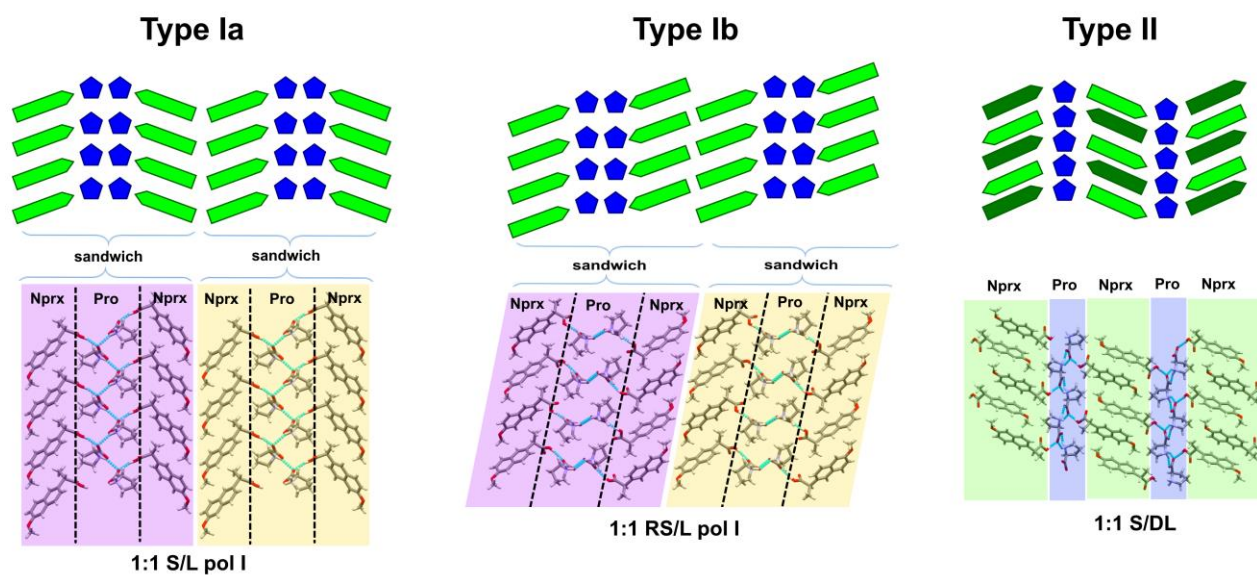 Type Ia
Type Ib
Type II
sandwich
sandwich
sandwich
sandwich
Nprx Pro Nprx Nprx Pro Nprx
Nprx Pro Nprx Nprx Pro Nprx
Nprx Pro Nprx Pro Nprx
1:1 S/L pol I
1:1 RS/L pol I
1:1 S/DL